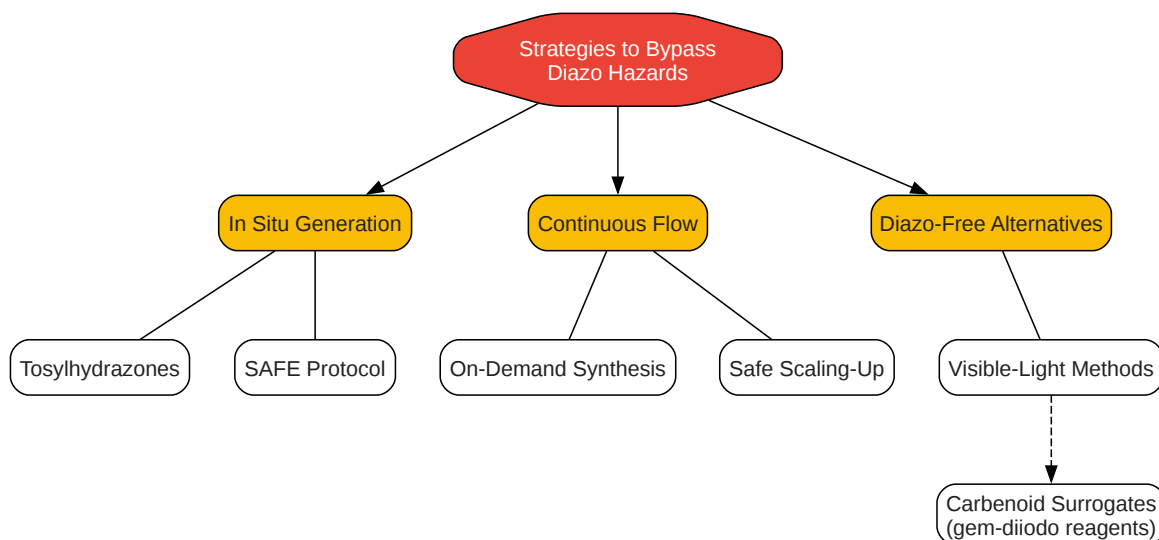 Strategies to Bypass
Diazo Hazards
In Situ Generation
Continuous Flow
Diazo-Free Alternatives
Tosylhydrazones
SAFE Protocol
On-Demand Synthesis
Safe Scaling-Up
Visible-Light Methods
Carbenoid Surrogates
(gem-diiodo reagents)